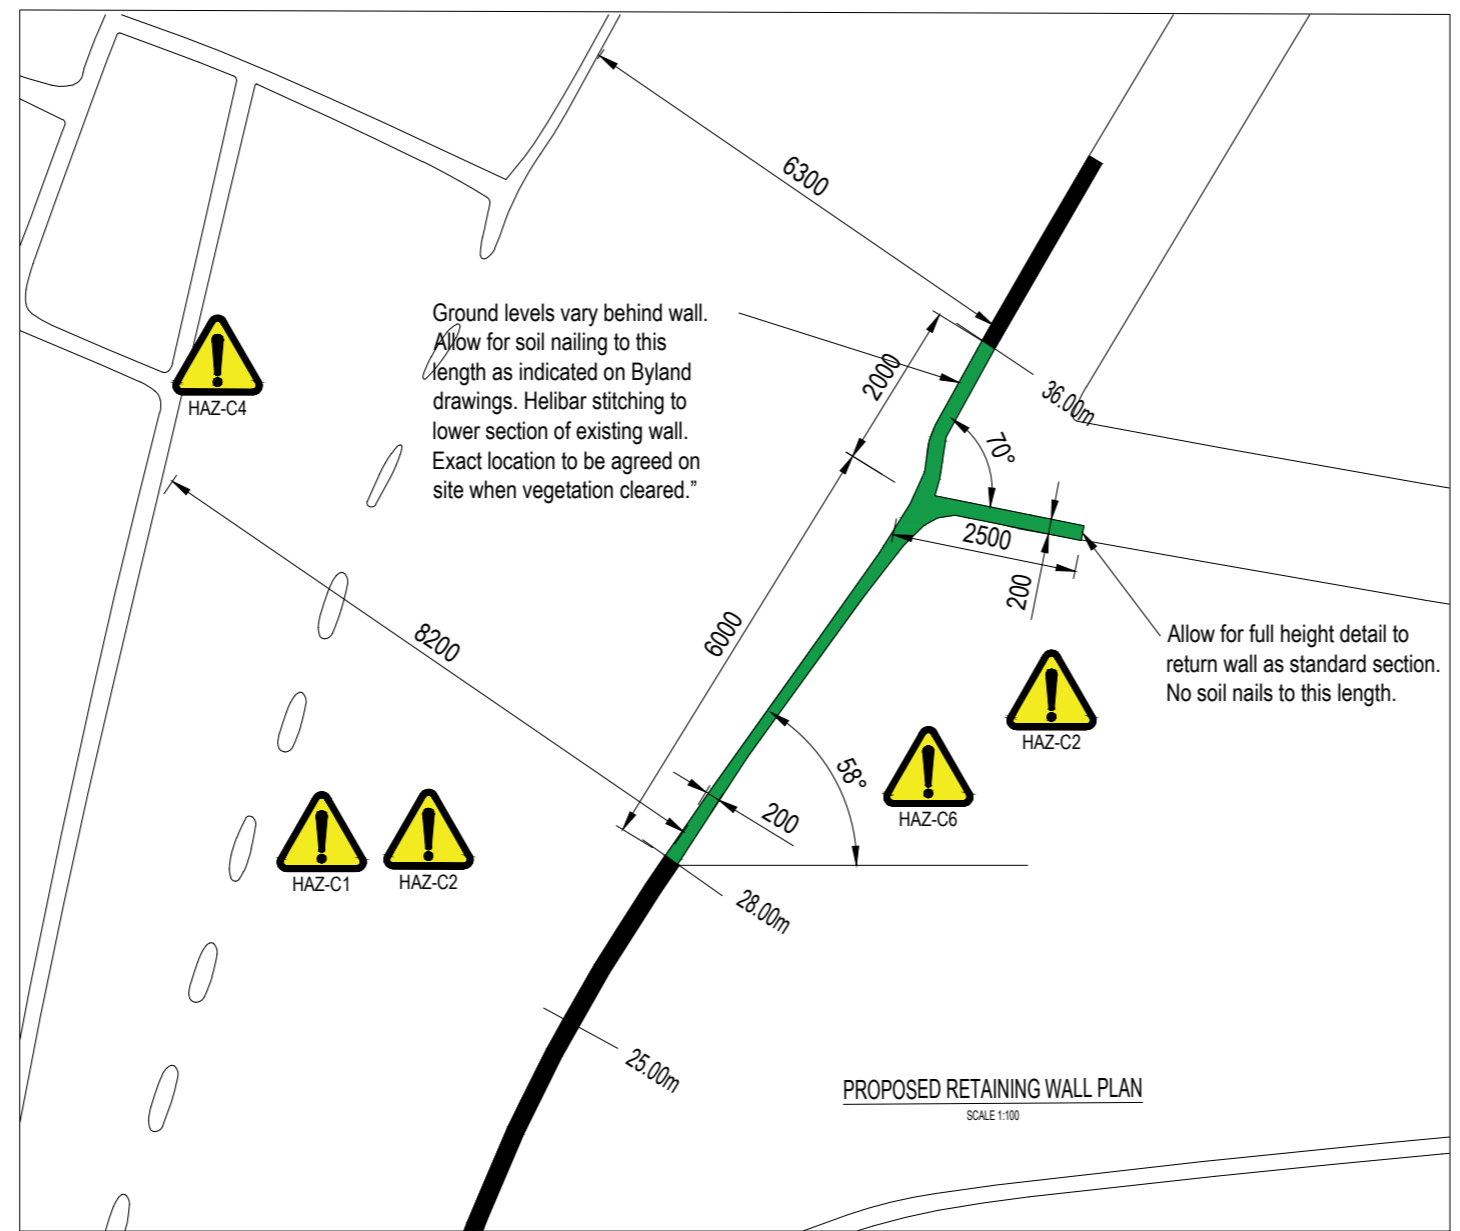 6300
Ground levels vary behind wall.
Allow for soil nailing to this
length as indicated on Byland
drawings. Helibar stitching to
lower section of existing wall.
Exact location to be agreed on
site when vegetation cleared.”
HAZ-C4
2000
36.00m
70°
2500
200
8200
6000
Allow for full height detail to
return wall as standard section.
No soil nails to this length.
HAZ-C2
58°
HAZ-C6
200
HAZ-C1
HAZ-C2
28.00m
25.00m
PROPOSED RETAINING WALL PLAN
SCALE 1:100